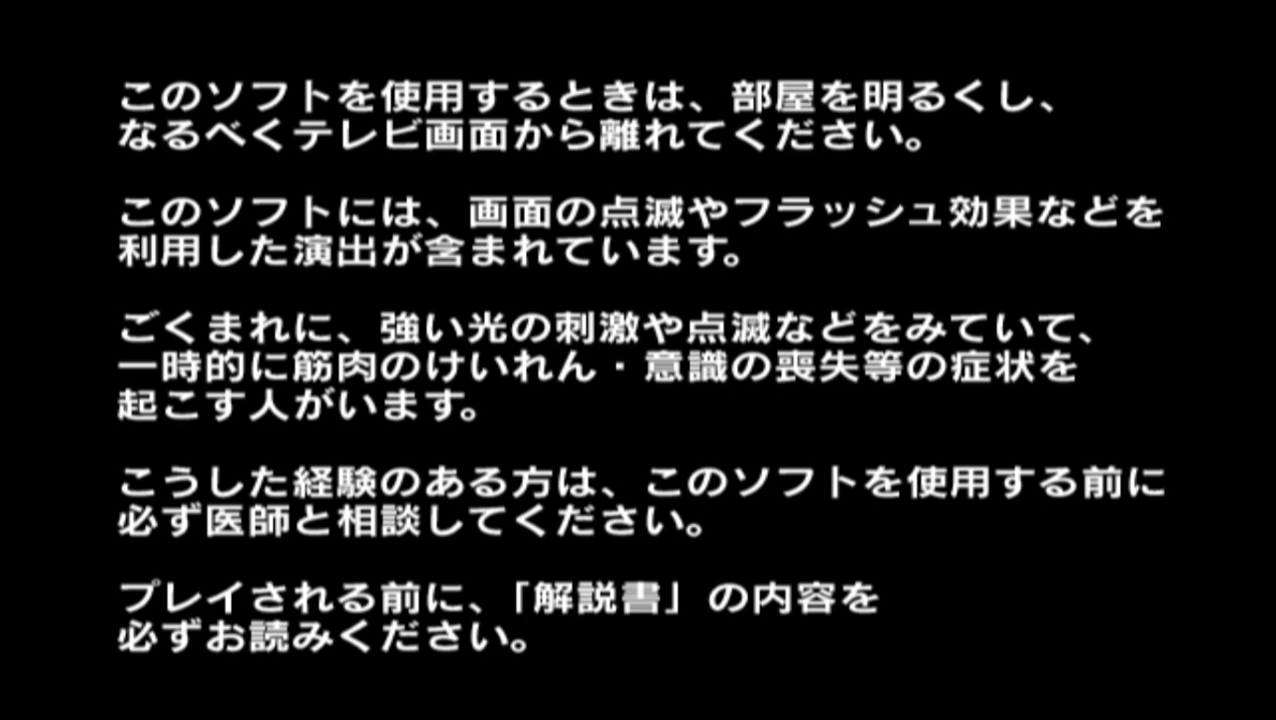 このソフトを使用するときは、部屋を明るくし、
なるべくテレビ画面から離れてください。
このソフトには、画面の点滅やフラッシュ効果などを
利用した演出が含まれています。
ごくまれに、強い光の刺激や点滅などをみていて、
一時的に筋肉のけいれん・意識の喪失等の症状を
起こす人がいます。
こうした経験のある方は、このソフトを使用する前に
必ず医師と相談してください。
プレイされる前に、「解説書」の内容を
必ずお読みください。